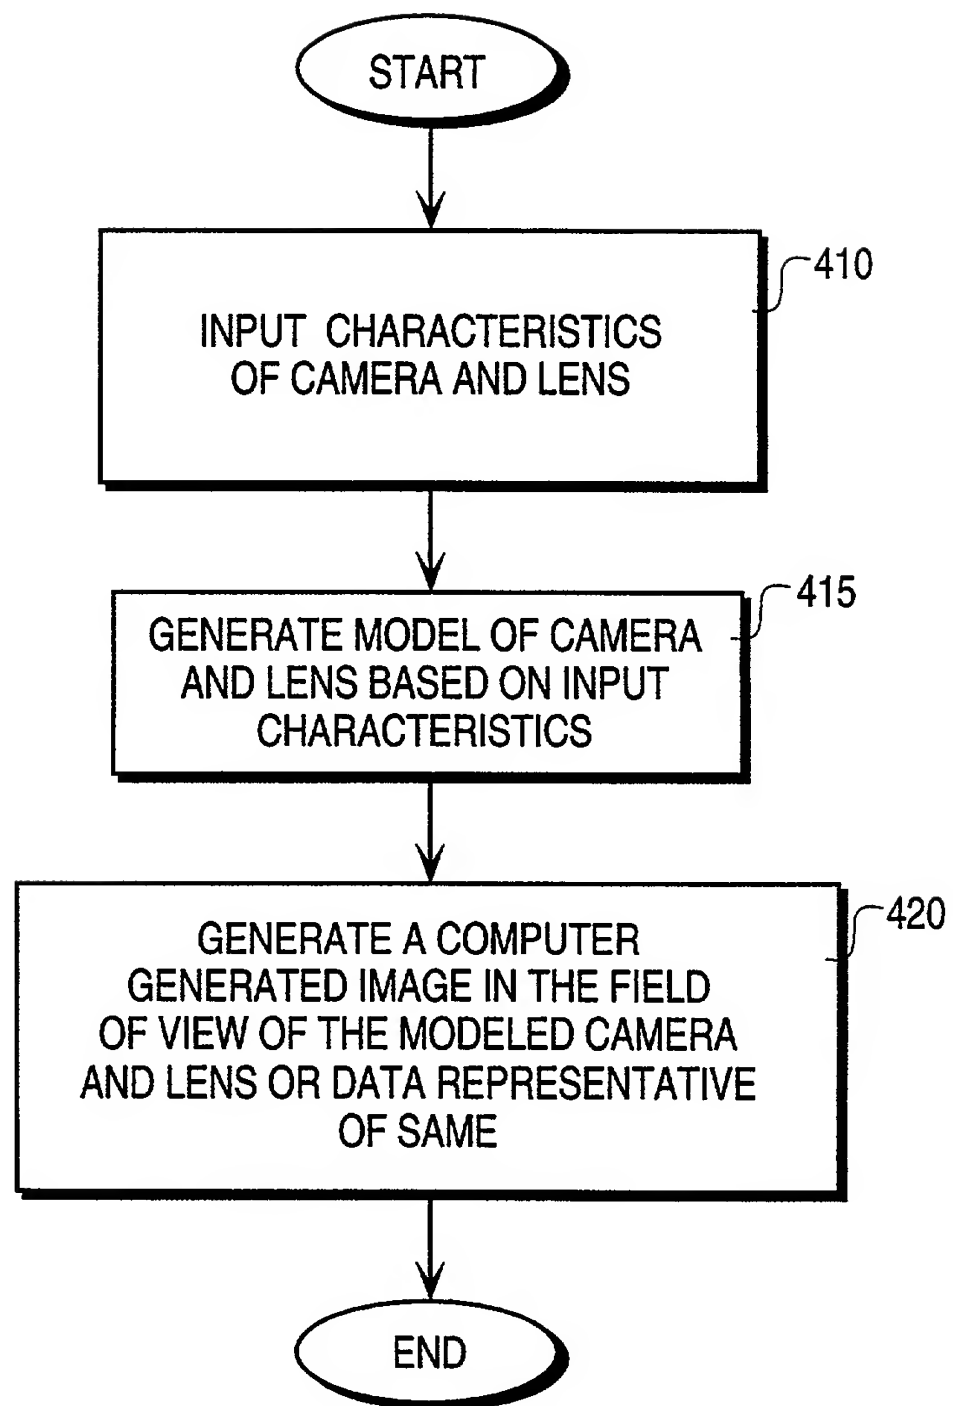 START
410
INPUT CHARACTERISTICS
OF CAMERA AND LENS
415
GENERATE MODEL OF CAMERA
AND LENS BASED ON INPUT
CHARACTERISTICS
420
GENERATE A COMPUTER
GENERATED IMAGE IN THE FIELD
OF VIEW OF THE MODELED CAMERA
AND LENS OR DATA REPRESENTATIVE
OF SAME
END